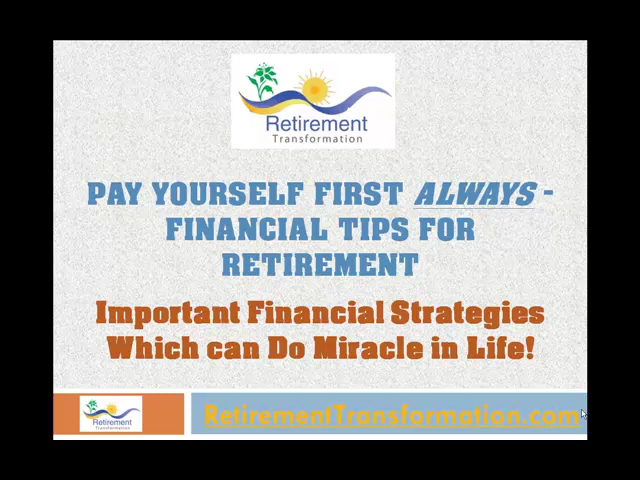 Retirement
Transformation
PAY YOURSELF FIRST ALWAYS -
FINANCIAL TIPS FOR
RETIREMENT
Important Financial Strategies
Which can Do Miracle in Life!
Retirement
Transformation
RetirementTransformation.com